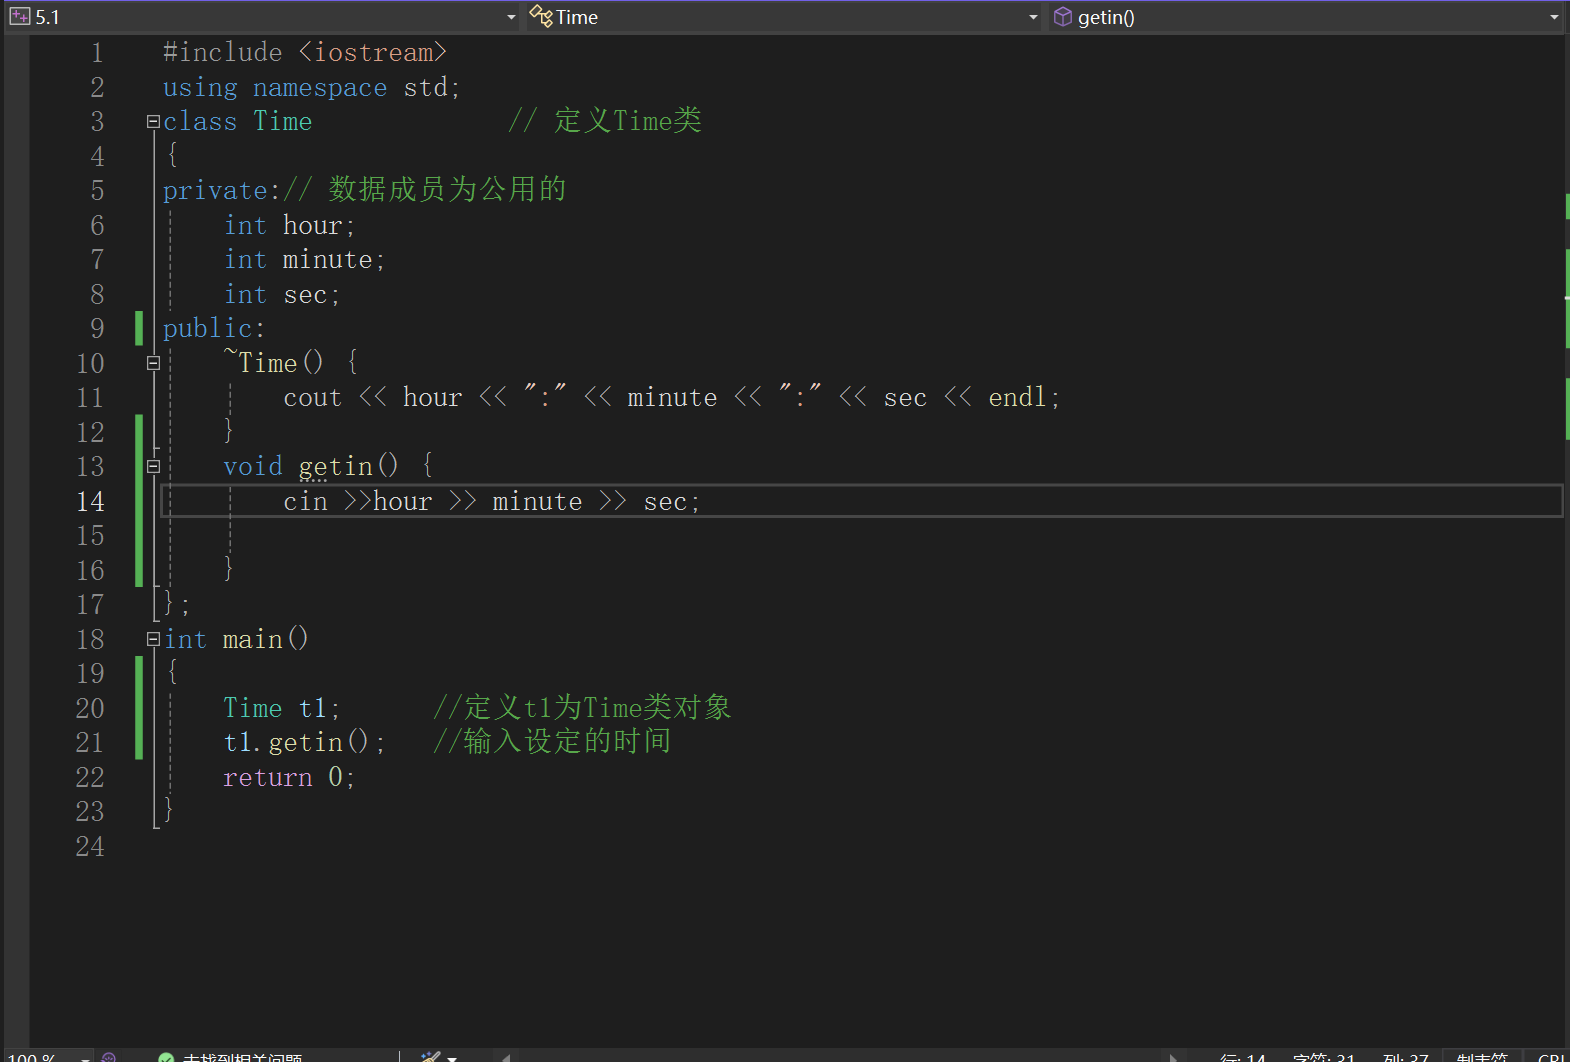 5.1 Time getin()
1 #include <iostream>
2 using namespace std;
3 class Time // 定义Time类
4 {
5 private:// 数据成员为公用的
6 int hour;
7 int minute;
8 int sec;
9 public:
10 ~Time() {
11 cout << hour << ":" << minute << ":" << sec << endl;
12 }
13 void getin() {
14 cin >>hour >> minute >> sec;
15
16 }
17 };
18 int main()
19 {
20 Time t1; //定义t1为Time类对象
21 t1.getin(); //输入设定的时间
22 return 0;
23 }
24
100 % 未找到相关问题 行: 14 字符: 31 列: 37 制表符